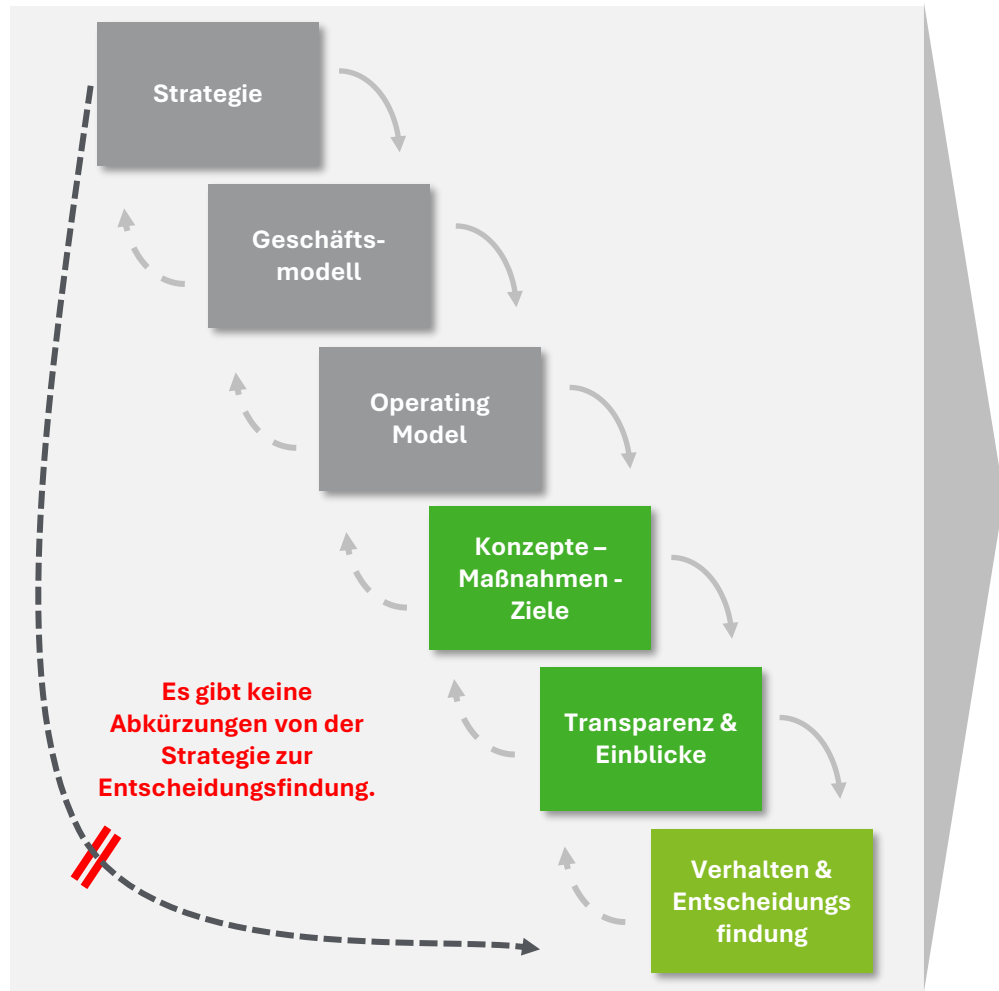 Strategie
Geschäfts-
modell
Operating
Model
Konzepte –
Maßnahmen -
Ziele
Es gibt keine
Abkürzungen von der
Strategie zur
Entscheidungsfindung.
Transparenz &
Einblicke
Verhalten &
Entscheidungs
findung